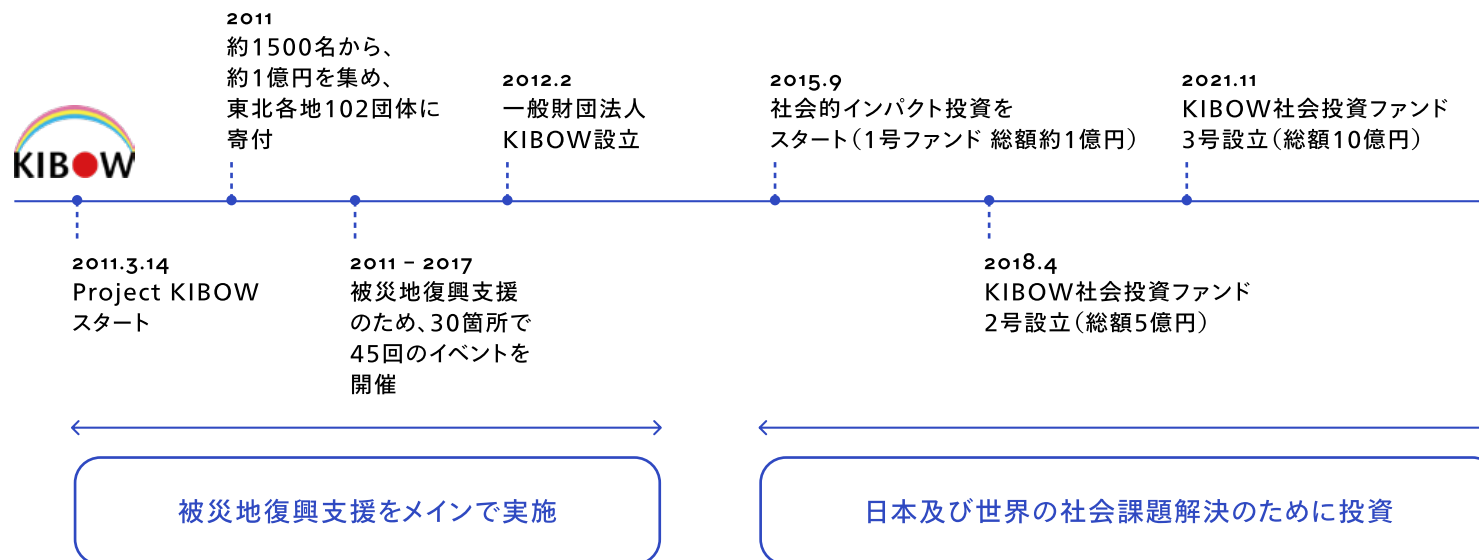 KIBOW
2011
約1500名から、
約1億円を集め、
東北各地102団体に
寄付
2012.2
一般財団法人
KIBOW設立
2015.9
社会的インパクト投資を
スタート（1号ファンド 総額約1億円）
2021.11
KIBOW社会投資ファンド
3号設立（総額10億円）
2011.3.14
Project KIBOW
スタート
2011 – 2017
被災地復興支援
のため、30箇所で
45回のイベントを
開催
2018.4
KIBOW社会投資ファンド
2号設立（総額5億円）
被災地復興支援をメインで実施
日本及び世界の社会課題解決のために投資